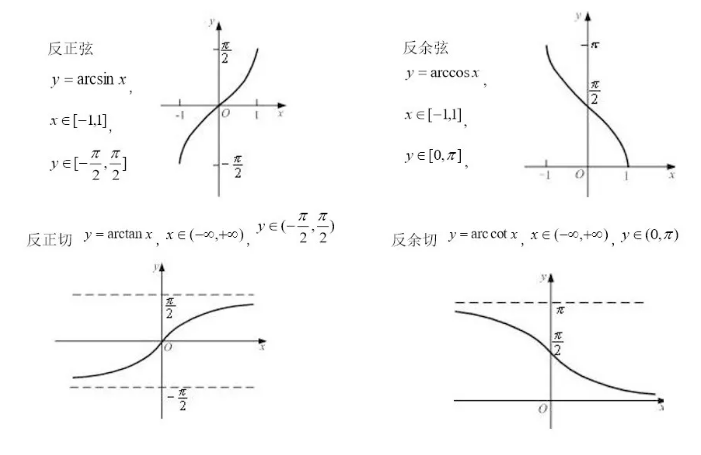 反正弦
y = arcsin x,
x∈[-1,1],
y∈[-π/2, π/2]
y
π/2
-1
O
1
x
-π/2
反余弦
y = arccos x,
x∈[-1,1],
y∈[0,π],
y
π
π/2
-1
O
1
x
反正切 y = arctan x, x∈(-∞,+∞), y∈(-π/2, π/2)
y
π/2
O
x
-π/2
反余切 y = arc cot x, x∈(-∞,+∞), y∈(0,π)
y
π
π/2
O
x